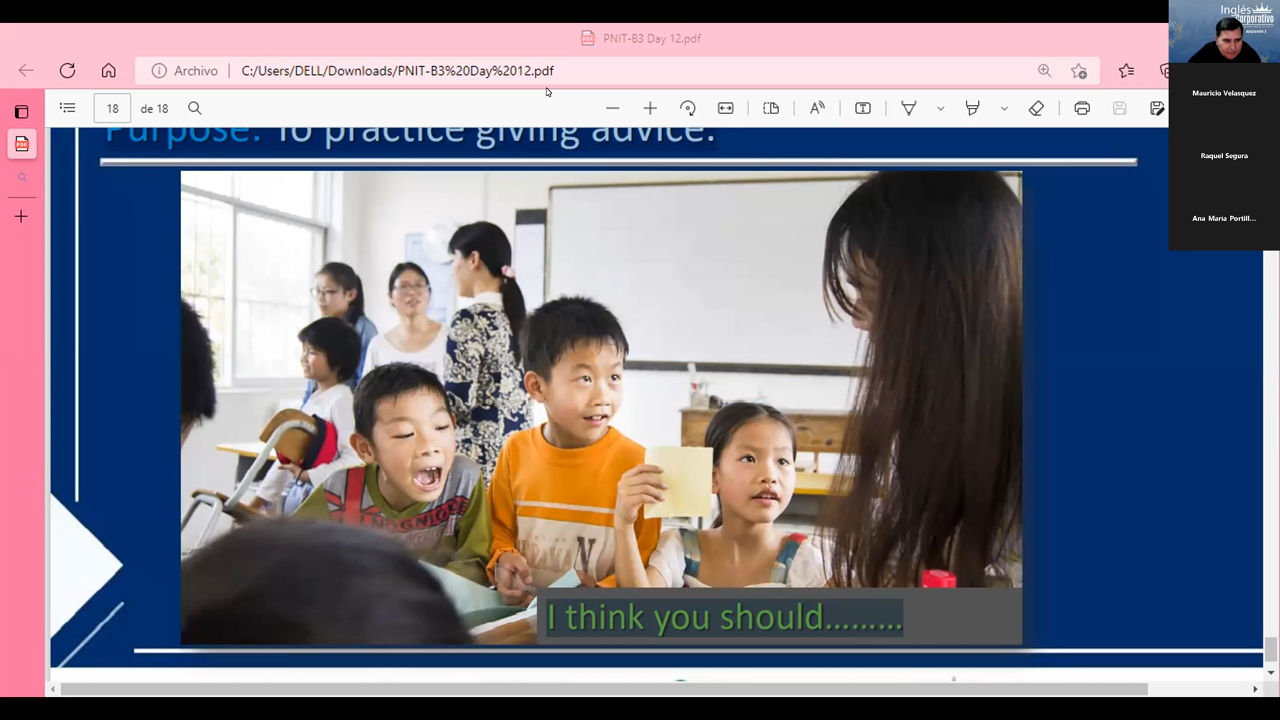 PNIT-B3 Day 12.pdf
Archivo
C:/Users/DELL/Downloads/PNIT-B3%20Day%2012.pdf
18
de 18
Purpose: To practice giving advice.
I think you should………
Inglés
Corporativo
Mauricio Velasquez
Raquel Segura
Ana Maria Portill...